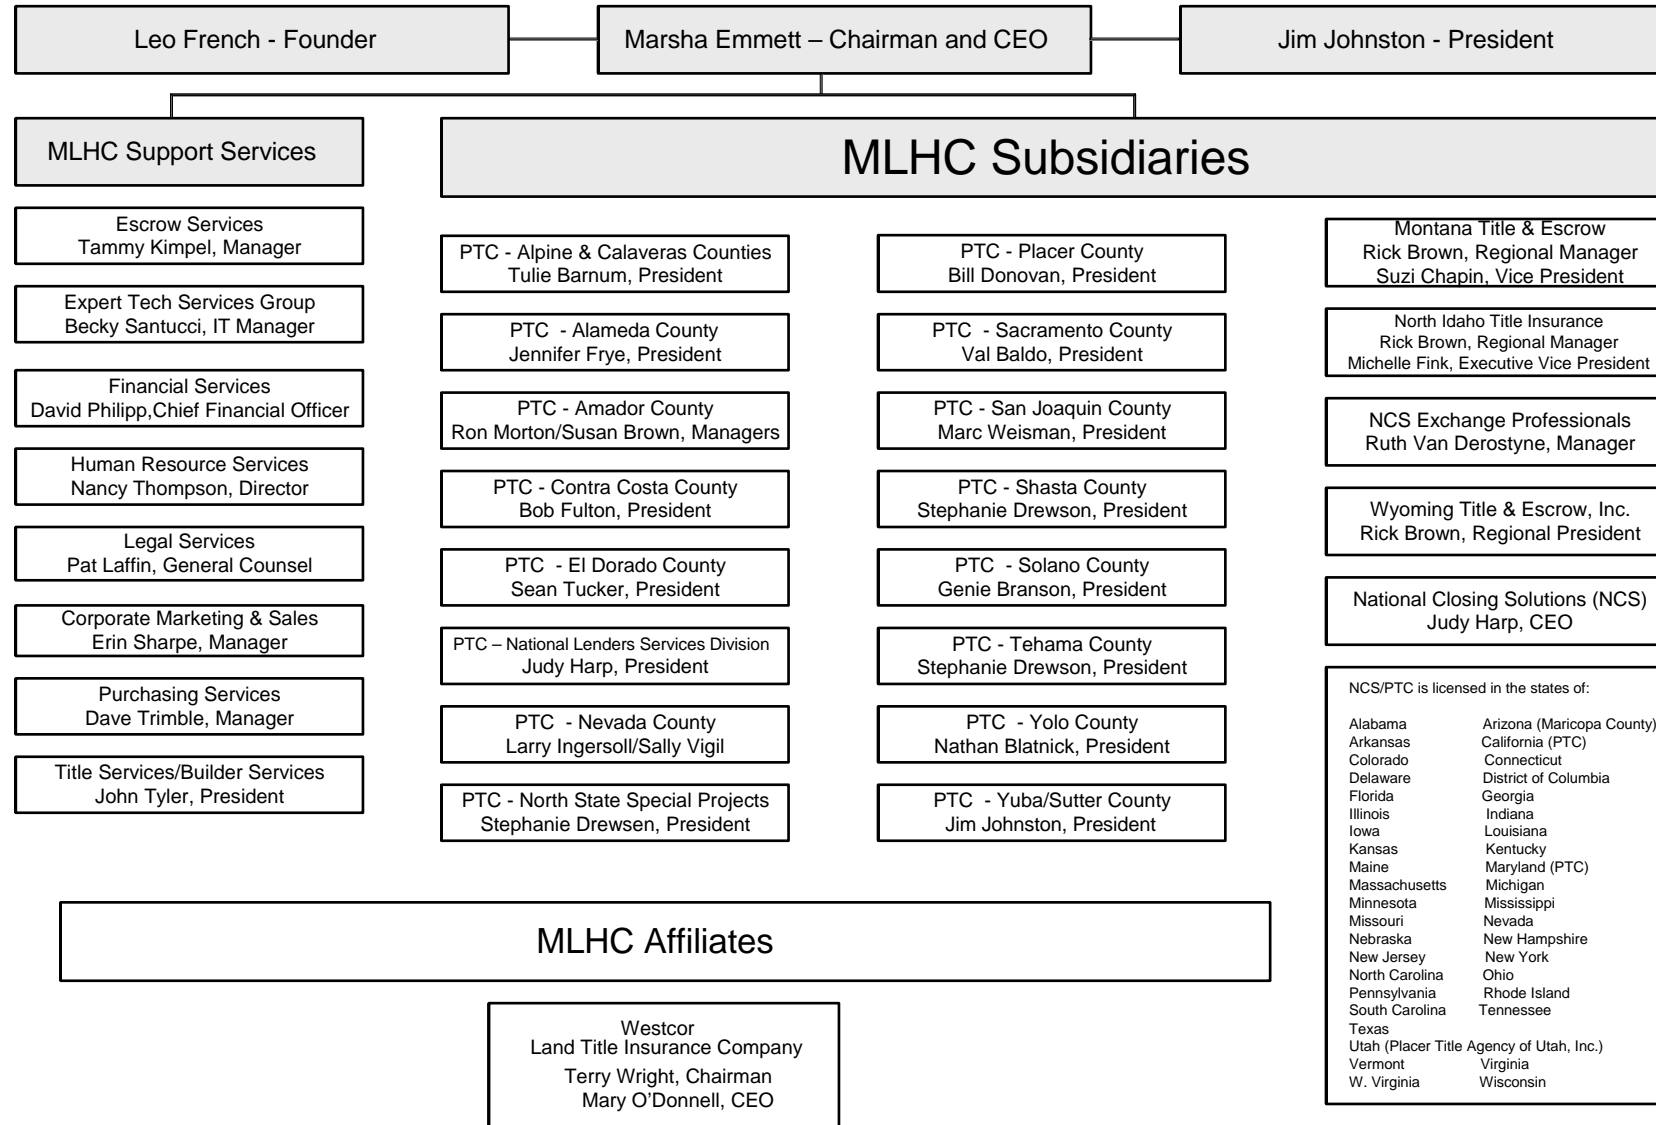 Leo French - Founder
Marsha Emmett – Chairman and CEO
Jim Johnston - President
MLHC Support Services
MLHC Subsidiaries
Escrow Services
Tammy Kimpel, Manager
Expert Tech Services Group
Becky Santucci, IT Manager
Financial Services
David Philipp,Chief Financial Officer
Human Resource Services
Nancy Thompson, Director
Legal Services
Pat Laffin, General Counsel
Corporate Marketing & Sales
Erin Sharpe, Manager
Purchasing Services
Dave Trimble, Manager
Title Services/Builder Services
John Tyler, President
PTC - Alpine & Calaveras Counties
Tulie Barnum, President
PTC  - Alameda County
Jennifer Frye, President
PTC - Amador County
Ron Morton/Susan Brown, Managers
PTC - Contra Costa County
Bob Fulton, President
PTC  - El Dorado County
Sean Tucker, President
PTC – National Lenders Services Division
Judy Harp, President
PTC  - Nevada County
Larry Ingersoll/Sally Vigil
PTC - North State Special Projects
Stephanie Drewsen, President
PTC - Placer County
Bill Donovan, President
PTC  - Sacramento County
Val Baldo, President
PTC - San Joaquin County
Marc Weisman, President
PTC - Shasta County
Stephanie Drewson, President
PTC  - Solano County
Genie Branson, President
PTC - Tehama County
Stephanie Drewson, President
PTC  - Yolo County
Nathan Blatnick, President
PTC  - Yuba/Sutter County
Jim Johnston, President
Montana Title & Escrow
Rick Brown, Regional Manager
Suzi Chapin, Vice President
North Idaho Title Insurance
Rick Brown, Regional Manager
Michelle Fink, Executive Vice President
NCS Exchange Professionals
Ruth Van Derostyne, Manager
Wyoming Title & Escrow, Inc.
Rick Brown, Regional President
National Closing Solutions (NCS)
Judy Harp, CEO
NCS/PTC is licensed in the states of:
Alabama Arizona (Maricopa County)
Arkansas California (PTC)
Colorado Connecticut
Delaware District of Columbia
Florida Georgia
Illinois Indiana
Iowa Louisiana
Kansas Kentucky
Maine Maryland (PTC)
Massachusetts Michigan
Minnesota Mississippi
Missouri Nevada
Nebraska New Hampshire
New Jersey New York
North Carolina Ohio
Pennsylvania Rhode Island
South Carolina Tennessee
Texas
Utah (Placer Title Agency of Utah, Inc.)
Vermont Virginia
W. Virginia Wisconsin
MLHC Affiliates
Westcor
Land Title Insurance Company
Terry Wright, Chairman
Mary O'Donnell, CEO